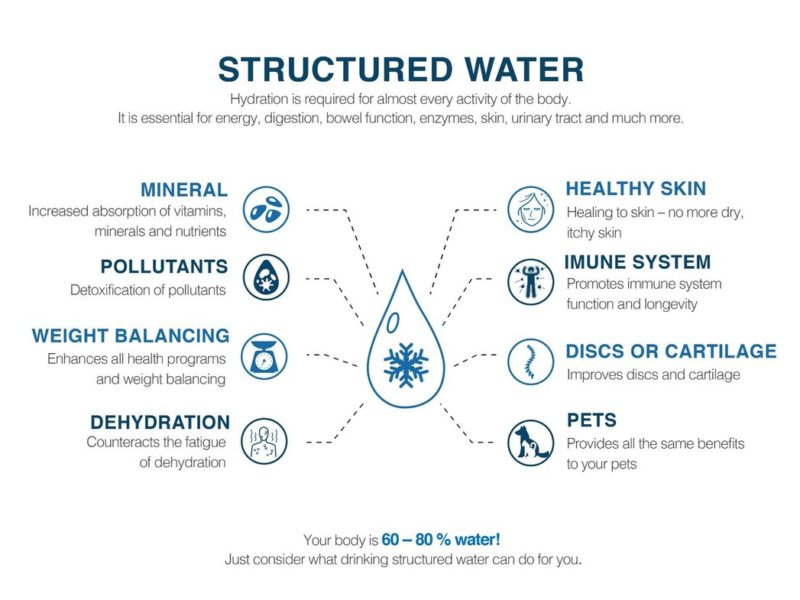 STRUCTURED WATER
Hydration is required for almost every activity of the body.
It is essential for energy, digestion, bowel function, enzymes, skin, urinary tract and much more.
MINERAL
Increased absorption of vitamins,
minerals and nutrients
POLLUTANTS
Detoxification of pollutants
WEIGHT BALANCING
Enhances all health programs
and weight balancing
DEHYDRATION
Counteracts the fatigue
of dehydration
HEALTHY SKIN
Healing to skin – no more dry,
itchy skin
IMUNE SYSTEM
Promotes immune system
function and longevity
DISCS OR CARTILAGE
Improves discs and cartilage
PETS
Provides all the same benefits
to your pets
Your body is 60 – 80 % water!
Just consider what drinking structured water can do for you.